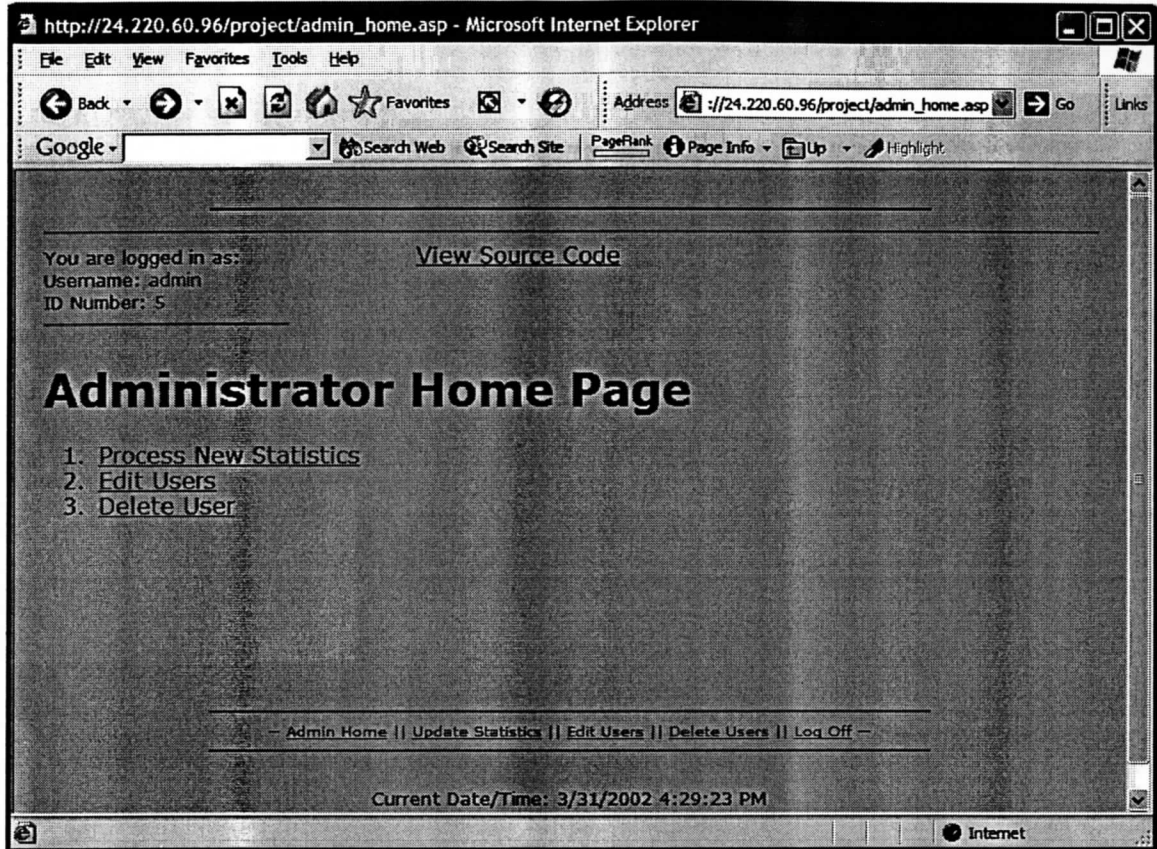 http://24.220.60.96/project/admin_home.asp - Microsoft Internet Explorer
File Edit View Favorites Tools Help
Back Favorites Address ://24.220.60.96/project/admin_home.asp Go Links
Google Search Web Search Site PageRank Page Info Up Highlight
You are logged in as:
Username: admin
ID Number: 5
View Source Code
Administrator Home Page
1. Process New Statistics
2. Edit Users
3. Delete User
— Admin Home || Update Statistics || Edit Users || Delete Users || Log Off —
Current Date/Time: 3/31/2002 4:29:23 PM
Internet